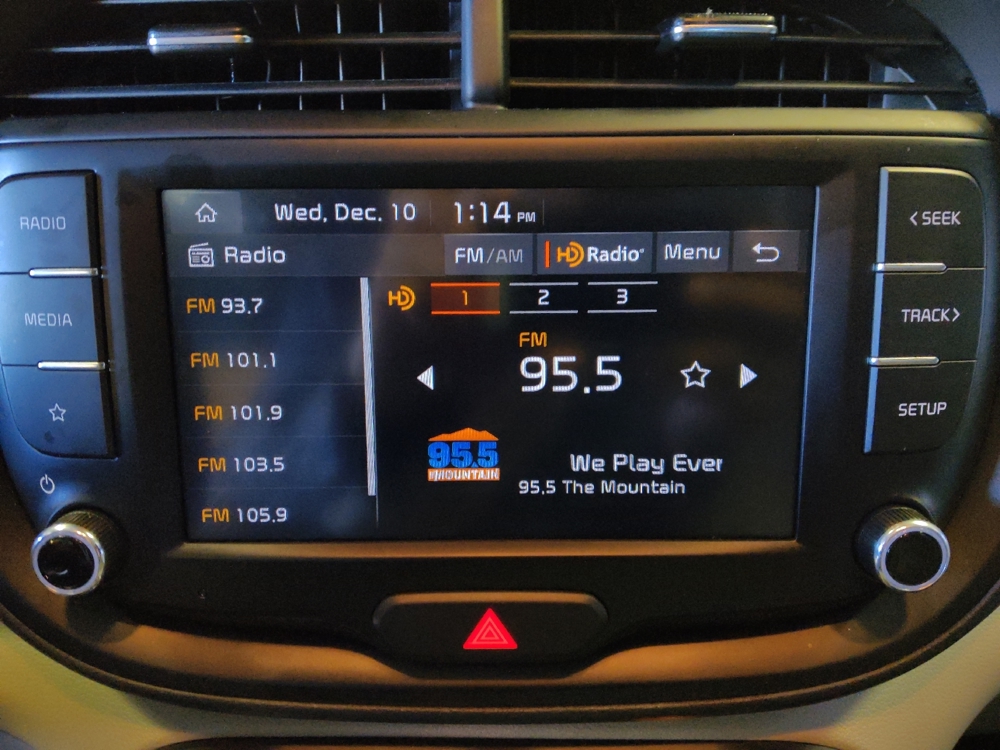 Wed, Dec. 10 1:14 PM
Radio FM/AM HD Radio Menu
RADIO
MEDIA
< SEEK
TRACK >
SETUP
FM 93.7
FM 101.1
FM 101.9
FM 103.5
FM 105.9
HD 1 2 3
FM
95.5
95.5
THE MOUNTAIN
We Play Ever
95.5 The Mountain